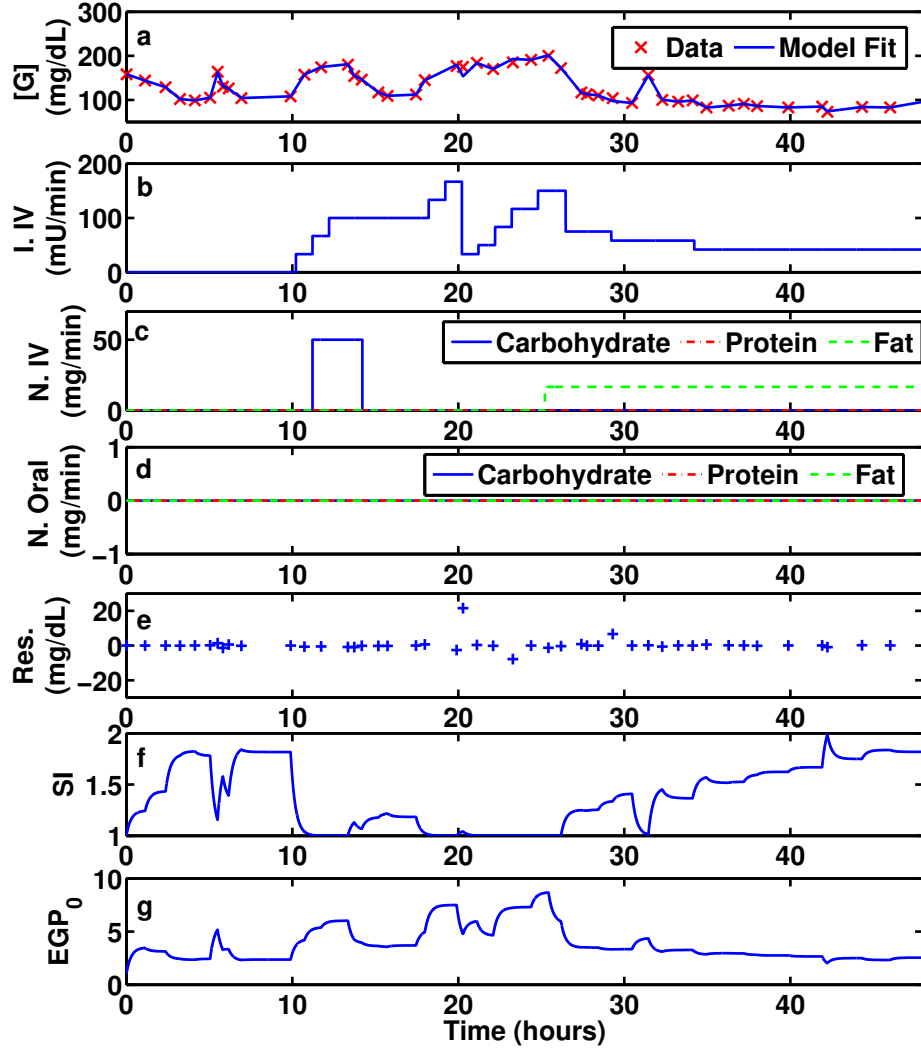 300
200
100
[G]
(mg/dL)
a
× Data — Model Fit
0 10 20 30 40
200
100
0
I. IV
(mU/min)
b
0 10 20 30 40
50
0
N. IV
(mg/min)
c
Carbohydrate Protein Fat
0 10 20 30 40
1
0
−1
N. Oral
(mg/min)
d
Carbohydrate Protein Fat
0 10 20 30 40
20
0
−20
Res.
(mg/dL)
e
0 10 20 30 40
2
1.5
1
SI
f
0 10 20 30 40
10
5
0
EGP₀
g
0 10 20 30 40
Time (hours)